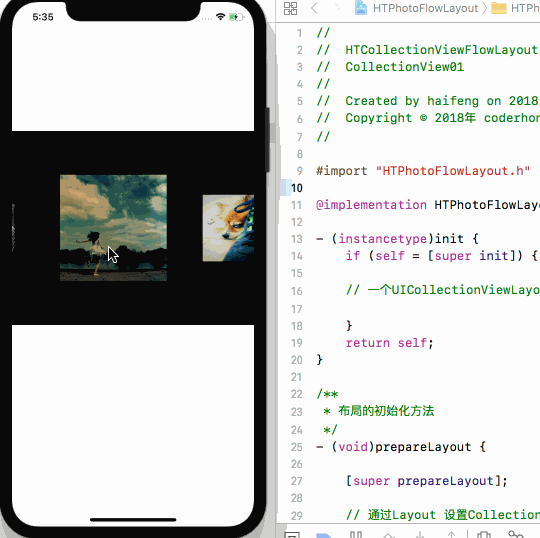 5:35
HTPhotoFlowLayout
HTPh
1 //
2 // HTCollectionViewFlowLayout
3 // CollectionView01
4 //
5 // Created by haifeng on 2018
6 // Copyright © 2018年 coderhon
7 //
8
9 #import "HTPhotoFlowLayout.h"
10
11 @implementation HTPhotoFlowLayo
12
13 - (instancetype)init {
14 if (self = [super init]) {
15
16 // 一个UICollectionViewLayo
17
18 }
19 return self;
20 }
21
22 /**
23 * 布局的初始化方法
24 */
25 - (void)prepareLayout {
26
27 [super prepareLayout];
28
29 // 通过Layout 设置Collection